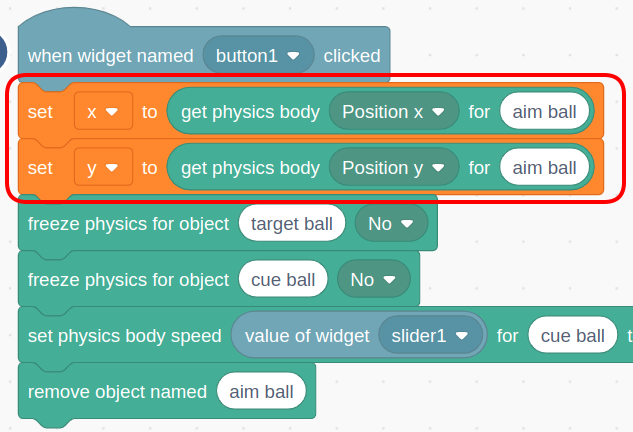 when widget named button1 clicked
set x to get physics body Position x for aim ball
set y to get physics body Position y for aim ball
freeze physics for object target ball No
freeze physics for object cue ball No
set physics body speed value of widget slider1 for cue ball t
remove object named aim ball